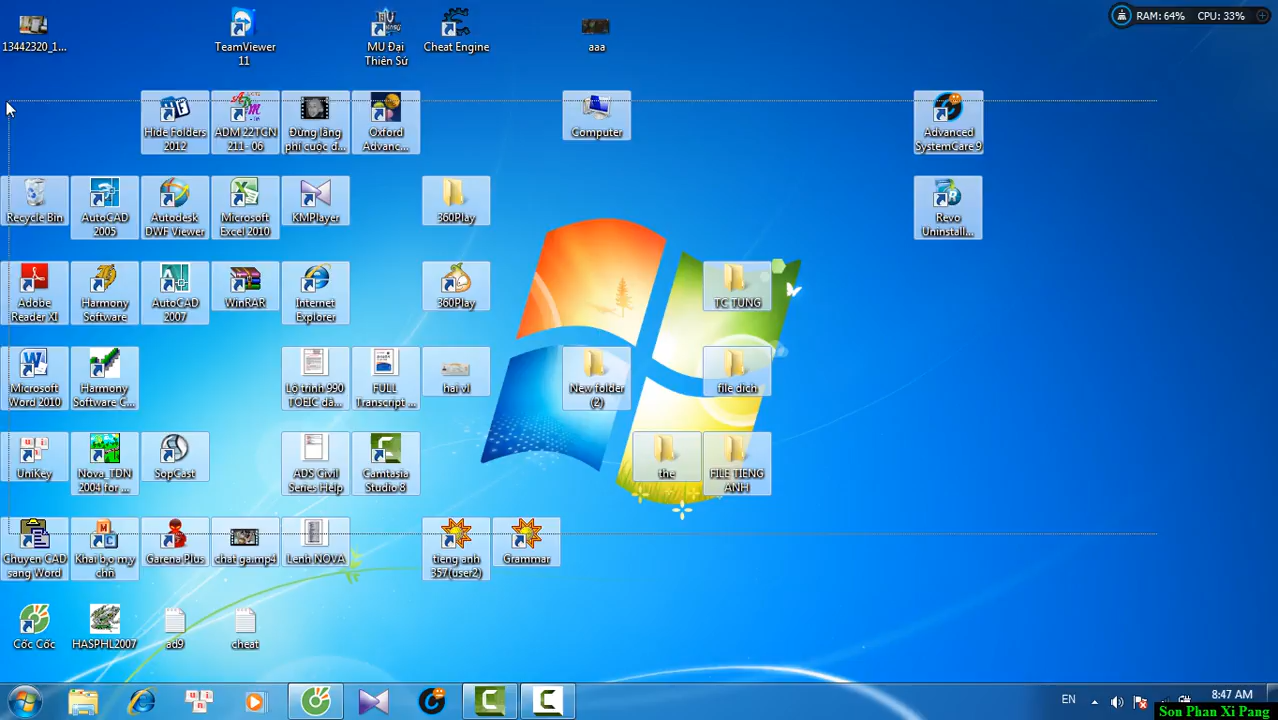 13442320_1...
TeamViewer
11
MU Đại
Thiên Sứ
Cheat Engine
aaa
RAM: 64% CPU: 33%
Hide Folders
2012
ADM 22TCN
211- 06
Đừng lãng
phí cuộc đ...
Oxford
Advanc...
Computer
Advanced
SystemCare 9
Recycle Bin
AutoCAD
2005
Autodesk
DWF Viewer
Microsoft
Excel 2010
KMPlayer
360Play
Revo
Uninstall...
Adobe
Reader XI
Harmony
Software
AutoCAD
2007
WinRAR
Internet
Explorer
360Play
TC TUNG
Microsoft
Word 2010
Harmony
Software C...
Lộ trình 990
TOEIC dà...
FULL
Transcript ...
hai vl
New folder
(2)
file dich
UniKey
Nova_TDN
2004 for ...
SopCast
ADS Civil
Series Help
Camtasia
Studio 8
the
FILE TIENG
ANH
Chuyen CAD
sang Word
Khai bo my
chñ
Garena Plus
chat ga.mp4
Lenh NOVA
tieng anh
357(user2)
Grammar
Cốc Cốc
HASPHL2007
ad9
cheat
EN
8:47 AM
Son Phan Xi Pang